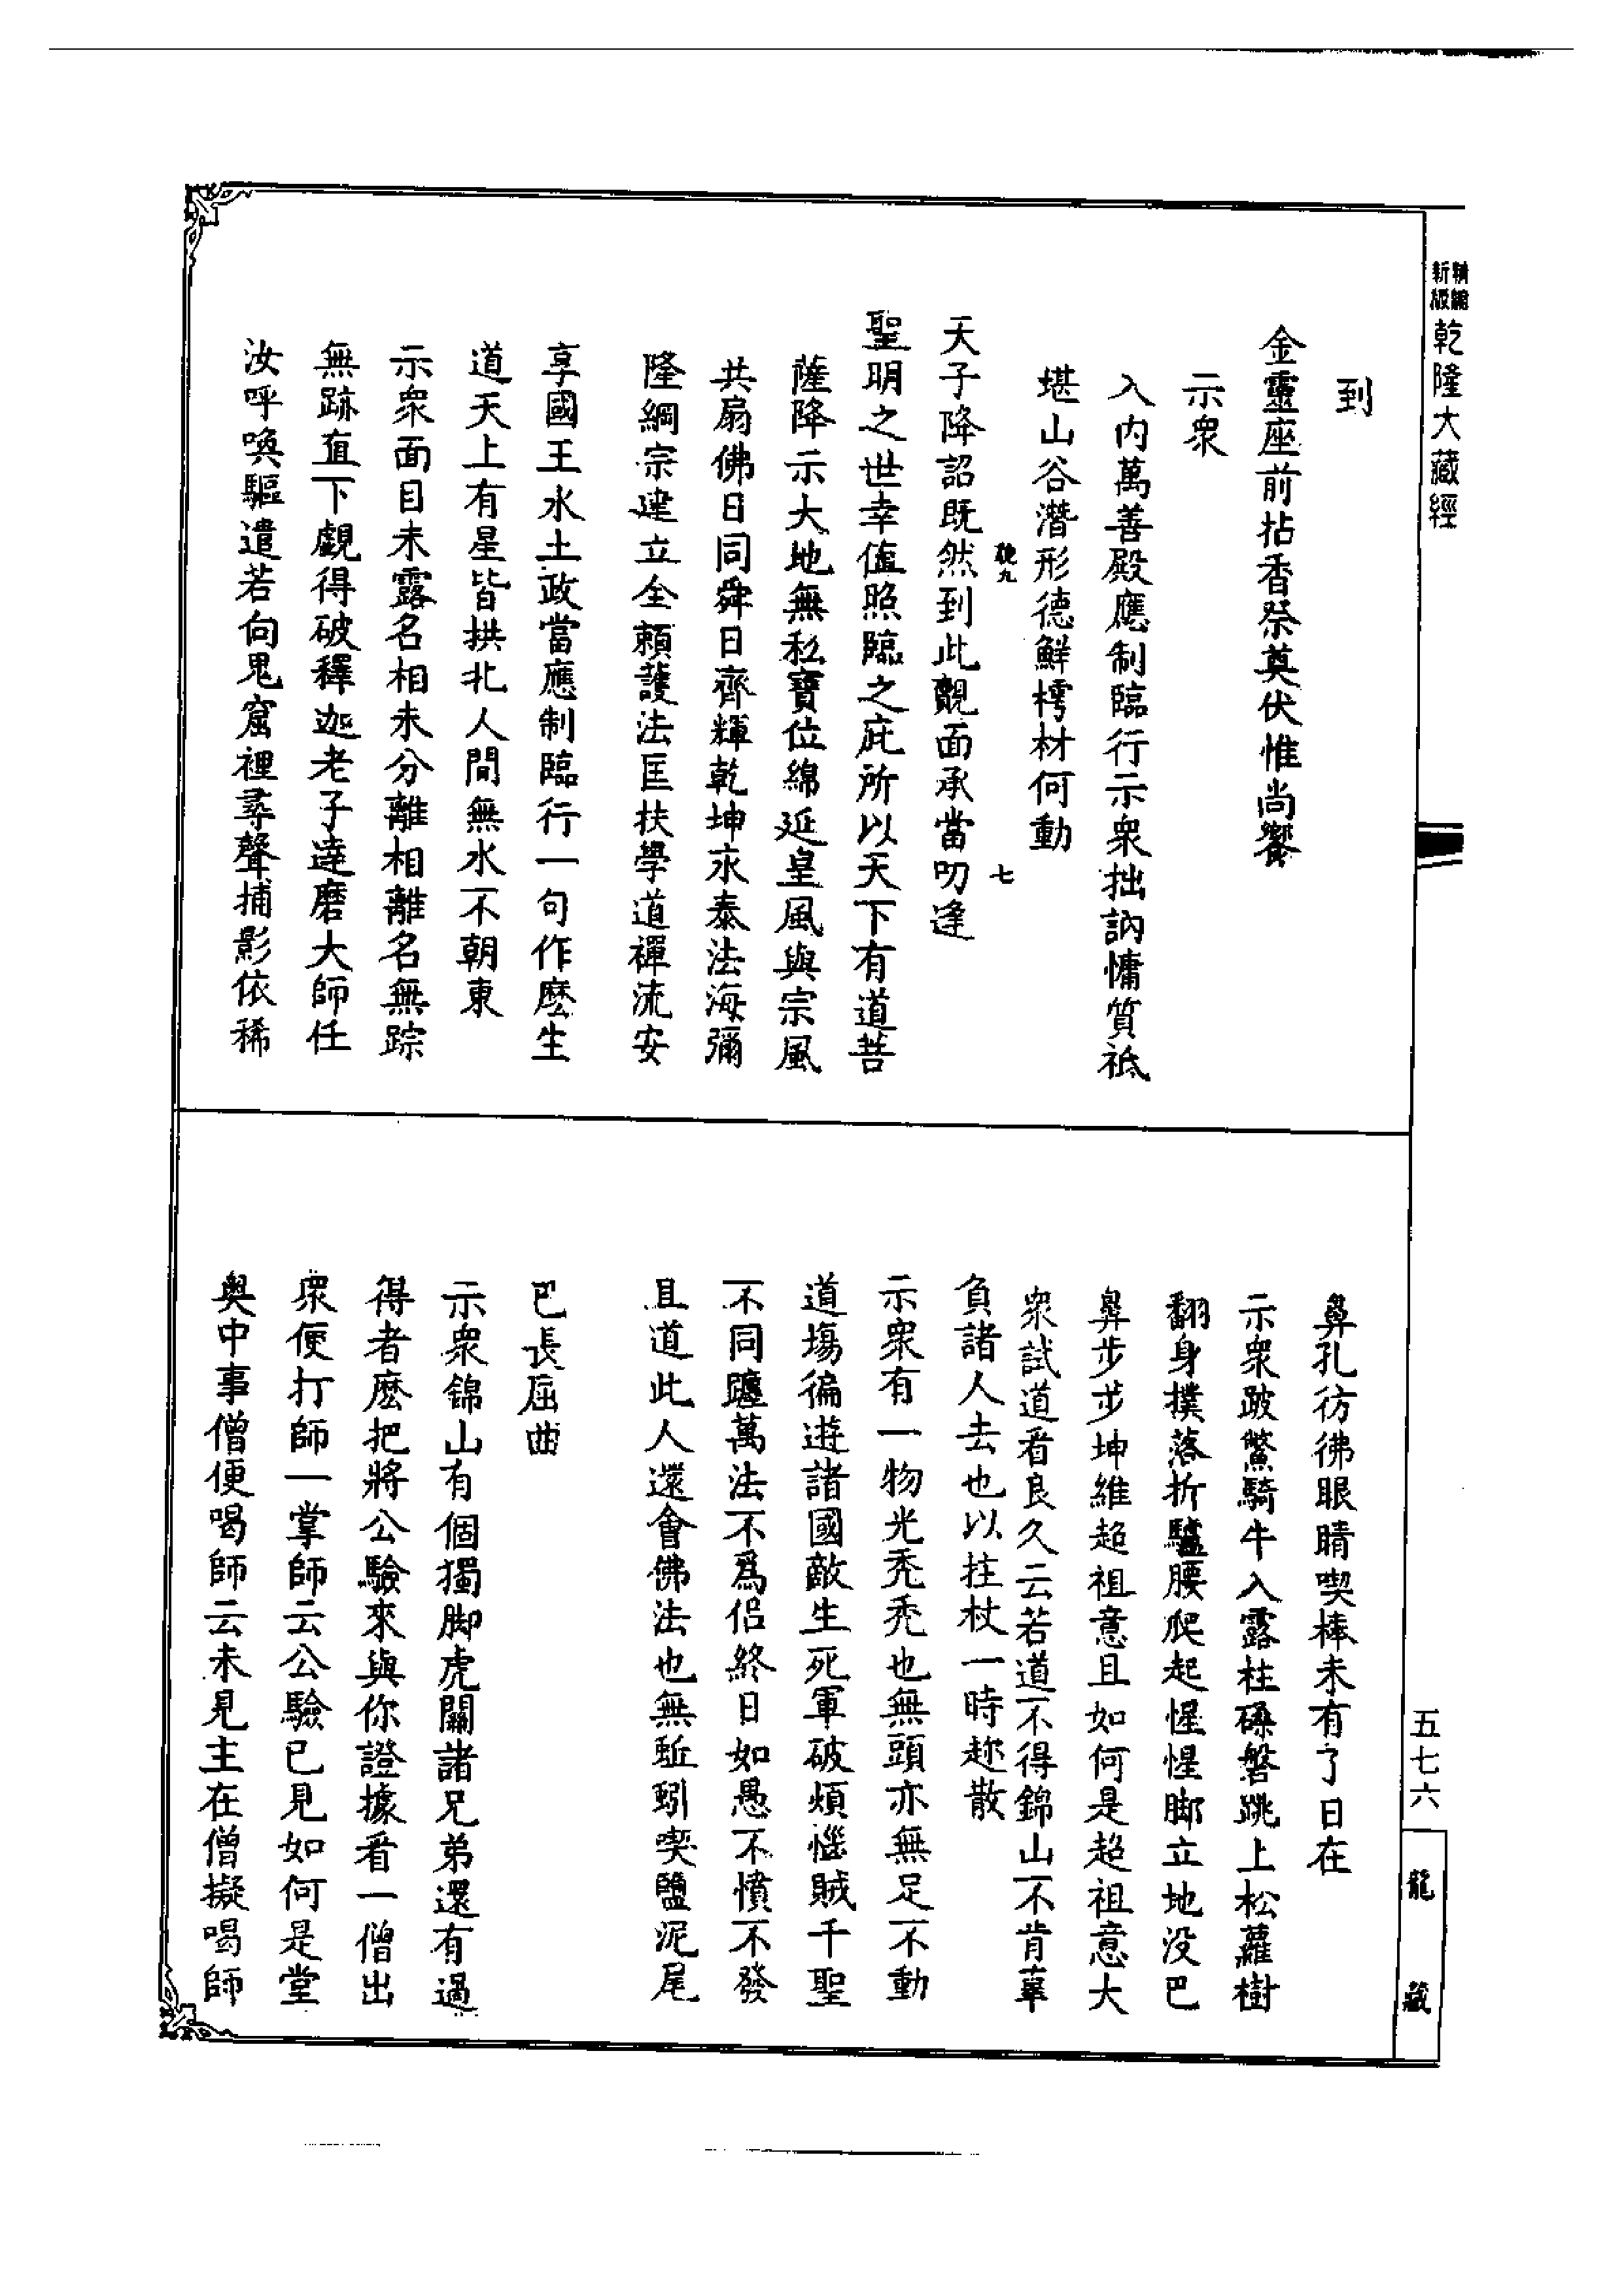 新編縮版乾隆大藏經
到
金靈座前拈香祭奠伏惟尚饗
示衆
入內萬善殿應制臨行示衆拙訥慵質祗
堪山谷潛形德鮮樗材何動
聽九 七
天子降詔既然到此覿面承當叨逢
聖明之世幸值照臨之庇所以天下有道菩
薩降示大地無私寶位綿延皇風與宗風
共扇佛日同舜日齊輝乾坤永泰法海彌
隆綱宗建立全賴護法匡扶學道禪流安
享國王水土政當應制臨行一句作麽生
道天上有星皆拱北人間無水不朝東
示衆面目未露名相未分離相離名無踪
無跡直下覷得破釋迦老子達磨大師任
汝呼喚驅遣若向鬼窟裡尋聲捕影依稀
鼻孔彷彿眼睛喫棒未有了日在
示衆跛鱉騎牛入露柱磉磐跳上松蘿樹
翻身撲落折驢腰爬起惺惺脚立地没巴
鼻步步坤維超祖意且如何是超祖意大
衆試道看良久云若道不得錦山不肯辜
負諸人去也以拄杖一時趂散
示衆有一物光禿禿也無頭亦無足不動
道場徧遊諸國敵生死軍破煩惱賊千聖
不同躔萬法不爲侣終日如愚不憤不發
且道此人還會佛法也無蚯蚓喫鹽泥尾
巴長屈曲
示衆錦山有個獨脚虎關諸兄弟還有過
得者麽把將公驗來與你證據看一僧出
衆便打師一掌師云公驗已見如何是堂
奧中事僧便喝師云未見主在僧擬喝師
五七六
龍藏